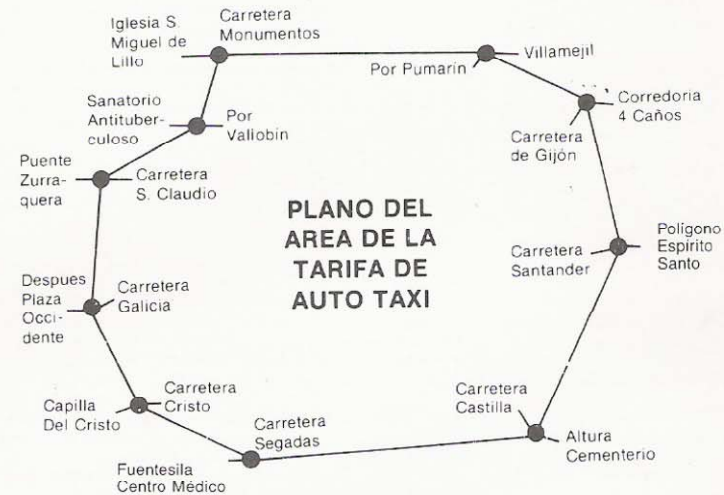 Iglesia S.
Miguel de
Lillo
Carretera
Monumentos
Por Pumarín
Villamejil
Corredoria
4 Caños
Carretera
de Gijón
Sanatorio
Antituber-
culoso
Por
Vallobin
Puente
Zurra-
quera
Carretera
S. Claudio
PLANO DEL
AREA DE LA
TARIFA DE
AUTO TAXI
Carretera
Santander
Polígono
Espíritu
Santo
Despues
Plaza
Occi-
dente
Carretera
Galicia
Capilla
Del Cristo
Carretera
Cristo
Carretera
Segadas
Fuentesila
Centro Médico
Carretera
Castilla
Altura
Cementerio